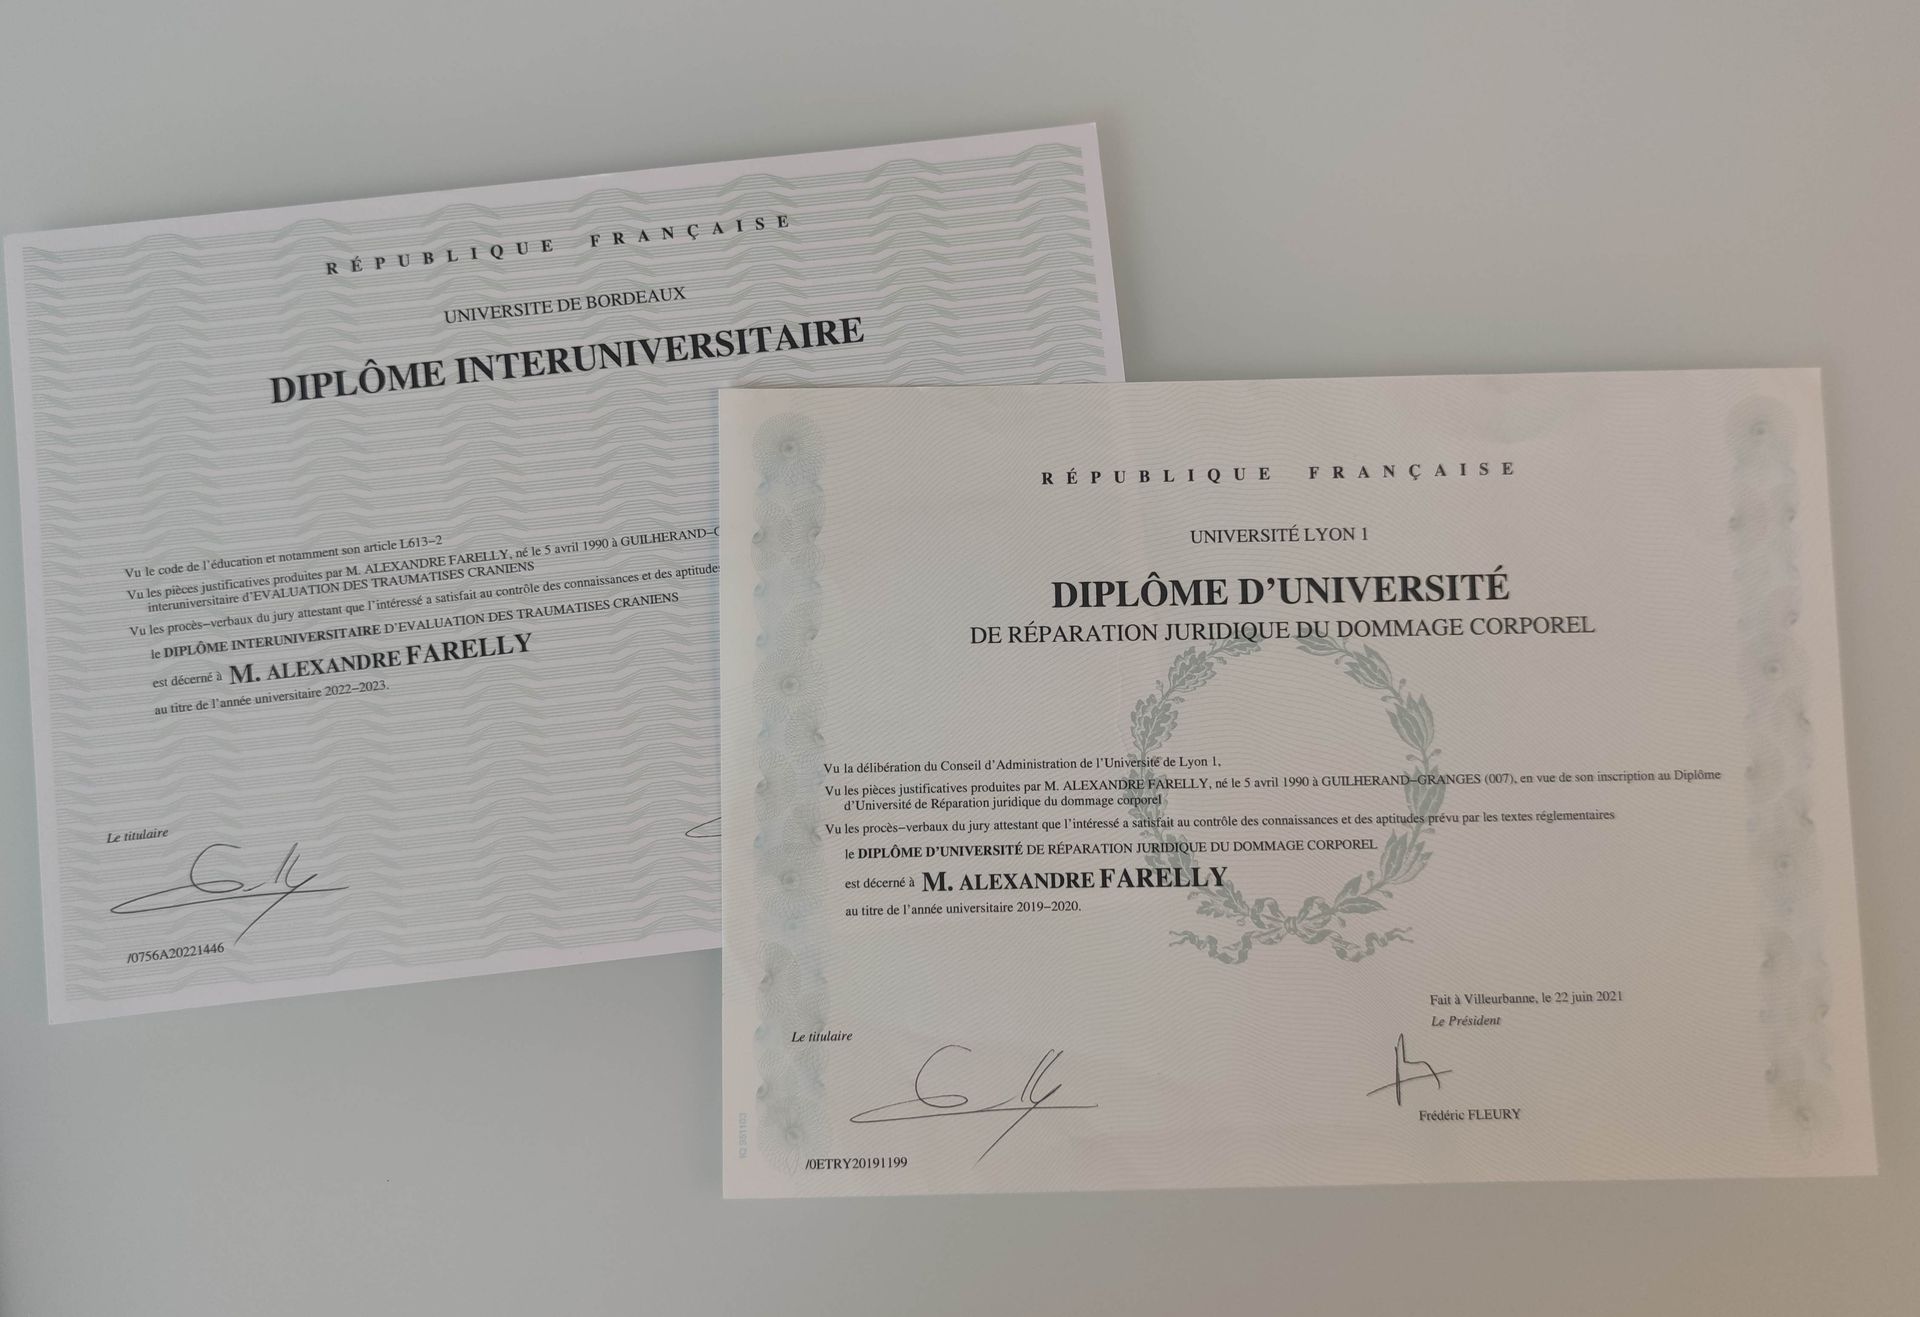 RÉPUBLIQUE FRANÇAISE
UNIVERSITE DE BORDEAUX
DIPLÔME INTERUNIVERSITAIRE
Vu le code de l'éducation et notamment son article L613-2
Vu les pièces justificatives produites par M. ALEXANDRE FARELLY, né le 5 avril 1990 à GUILHERAND-G
interuniversitaire d'EVALUATION DES TRAUMATISES CRANIENS
Vu les procès-verbaux du jury attestant que l'intéressé a satisfait au contrôle des connaissances et des aptitudes
le DIPLÔME INTERUNIVERSITAIRE D'EVALUATION DES TRAUMATISES CRANIENS
est décerné à M. ALEXANDRE FARELLY
au titre de l'année universitaire 2022-2023.
Le titulaire
/0756A20221446
RÉPUBLIQUE FRANÇAISE
UNIVERSITÉ LYON 1
DIPLÔME D'UNIVERSITÉ
DE RÉPARATION JURIDIQUE DU DOMMAGE CORPOREL
Vu la délibération du Conseil d'Administration de l'Université de Lyon 1,
Vu les pièces justificatives produites par M. ALEXANDRE FARELLY, né le 5 avril 1990 à GUILHERAND-GRANGES (007), en vue de son inscription au Diplôme
d'Université de Réparation juridique du dommage corporel
Vu les procès-verbaux du jury attestant que l'intéressé a satisfait au contrôle des connaissances et des aptitudes prévu par les textes réglementaires
le DIPLÔME D'UNIVERSITÉ DE RÉPARATION JURIDIQUE DU DOMMAGE CORPOREL
est décerné à M. ALEXANDRE FARELLY
au titre de l'année universitaire 2019-2020.
Fait à Villeurbanne, le 22 juin 2021
Le Président
Le titulaire
Frédéric FLEURY
/0ETRY20191199